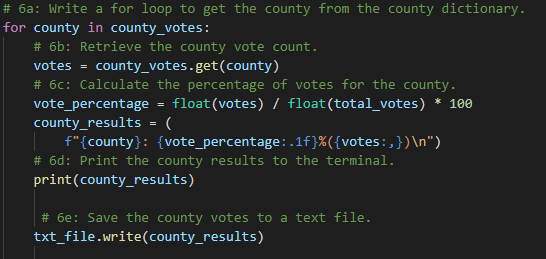 # 6a: Write a for loop to get the county from the county dictionary.
for county in county_votes:
    # 6b: Retrieve the county vote count.
    votes = county_votes.get(county)
    # 6c: Calculate the percentage of votes for the county.
    vote_percentage = float(votes) / float(total_votes) * 100
    county_results = (
        f"{county}: {vote_percentage:.1f}%({votes:,})\n")
    # 6d: Print the county results to the terminal.
    print(county_results)

     # 6e: Save the county votes to a text file.
    txt_file.write(county_results)